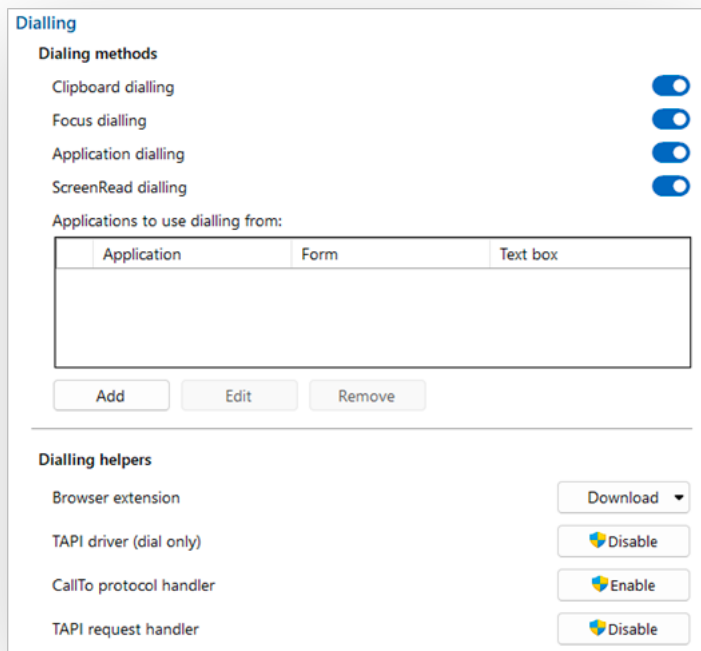 Dialling
Dialing methods
Clipboard dialling
Focus dialling
Application dialling
ScreenRead dialling
Applications to use dialling from:
Application Form Text box
Add Edit Remove
Dialling helpers
Browser extension Download
TAPI driver (dial only) Disable
CallTo protocol handler Enable
TAPI request handler Disable